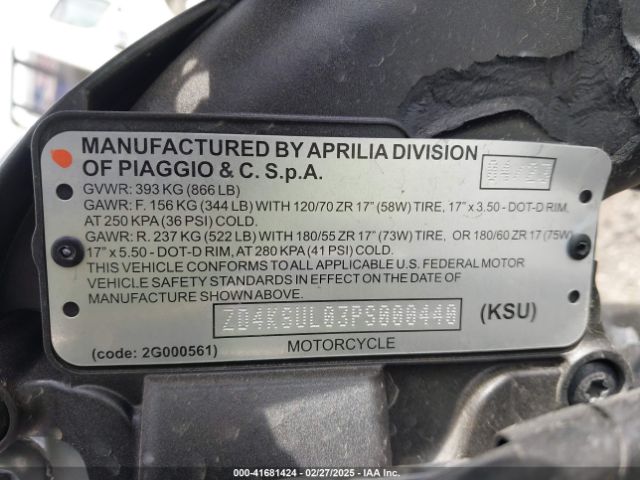 MANUFACTURED BY APRILIA DIVISION
OF PIAGGIO & C. S.p.A.
GVWR: 393 KG (866 LB)
GAWR: F. 156 KG (344 LB) WITH 120/70 ZR 17" (58W) TIRE, 17" x 3.50 - DOT-D RIM,
AT 250 KPA (36 PSI) COLD.
GAWR: R. 237 KG (522 LB) WITH 180/55 ZR 17" (73W) TIRE, OR 180/60 ZR 17 (75W)
17" x 5.50 - DOT-D RIM, AT 280 KPA (41 PSI) COLD.
THIS VEHICLE CONFORMS TO ALL APPLICABLE U.S. FEDERAL MOTOR
VEHICLE SAFETY STANDARDS IN EFFECT ON THE DATE OF
MANUFACTURE SHOWN ABOVE.
ZD4KSUL03PS000440 (KSU)
(code: 2G000561) MOTORCYCLE
000-41681424 | 02/27/2025 | IAA Inc.